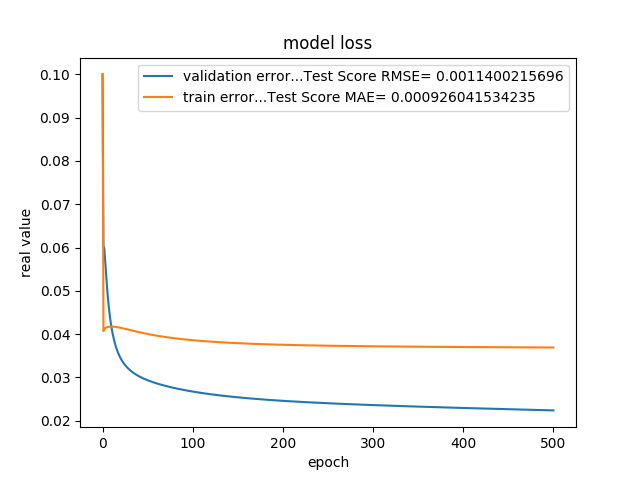 model loss
validation error...Test Score RMSE= 0.0011400215696
train error...Test Score MAE= 0.000926041534235
0.10
0.09
0.08
0.07
0.06
0.05
0.04
0.03
0.02
real value
0 100 200 300 400 500
epoch